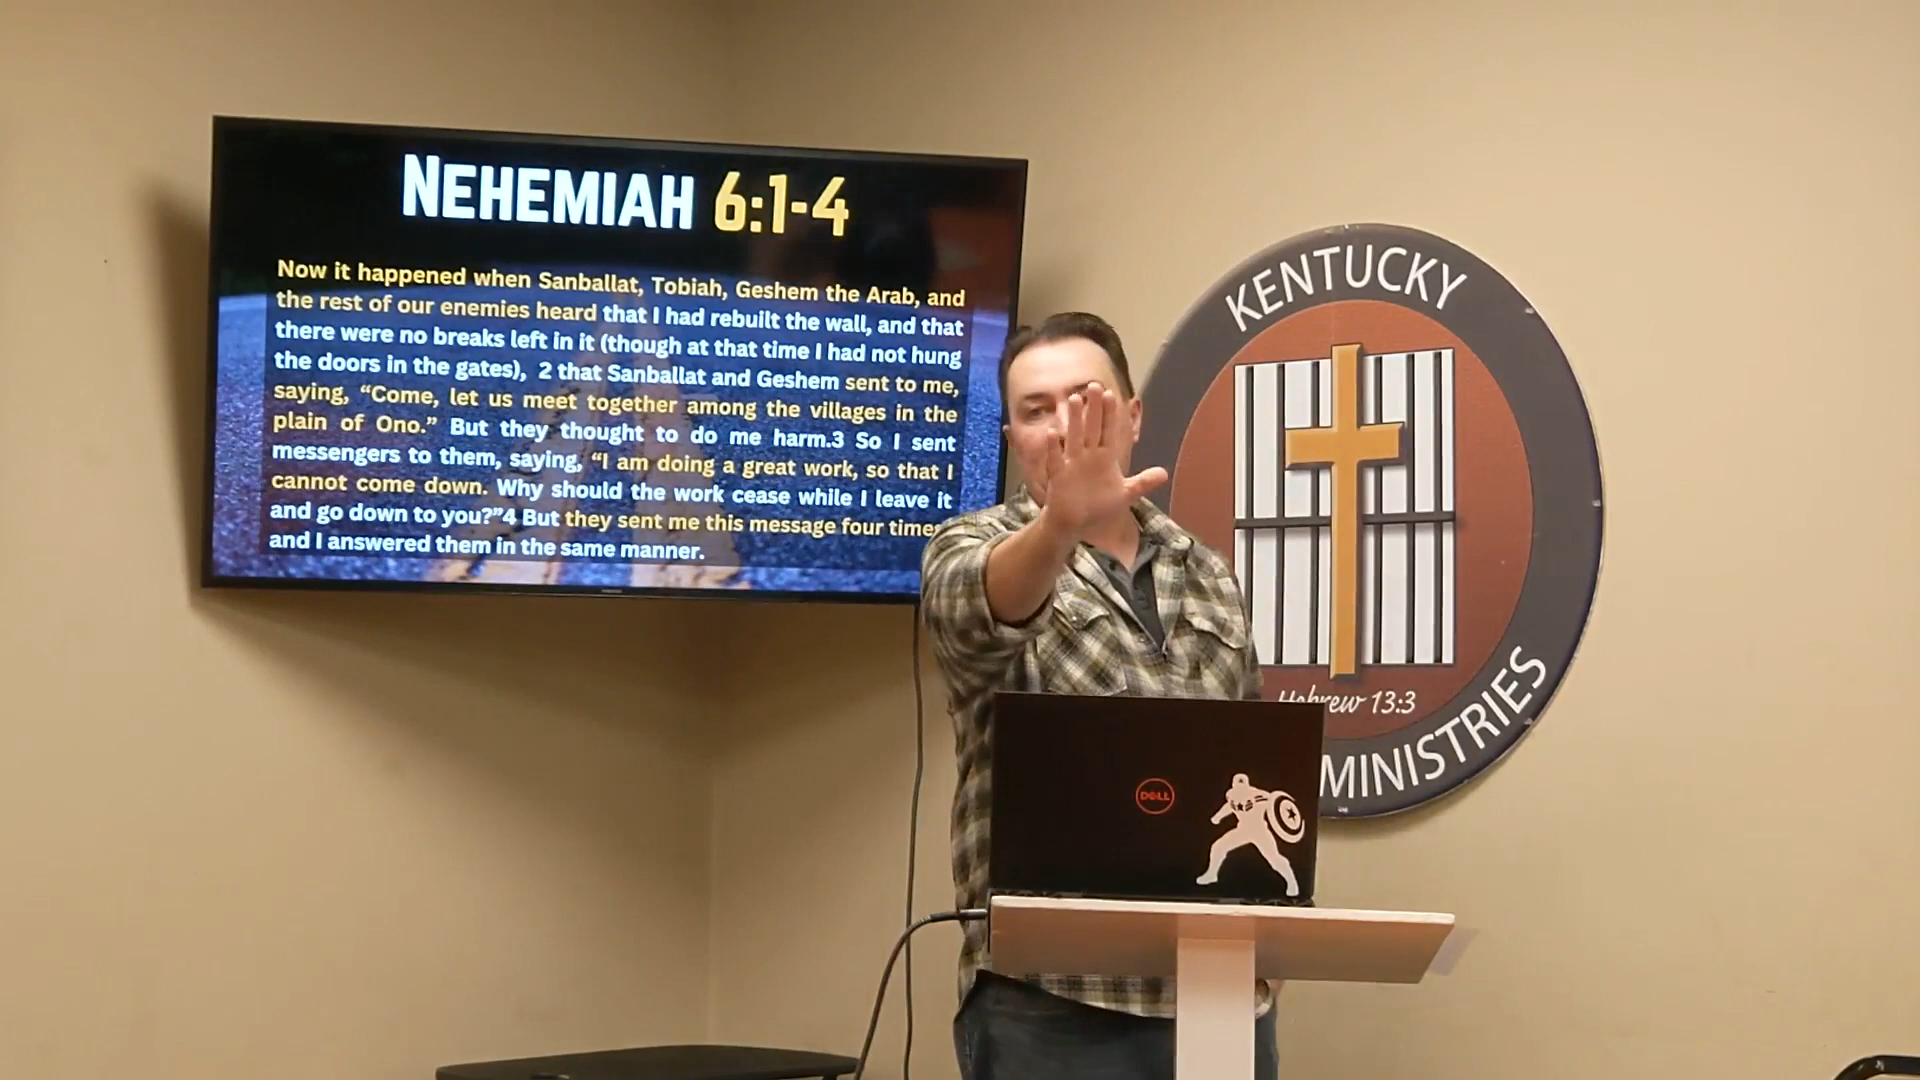 NEHEMIAH 6:1-4
Now it happened when Sanballat, Tobiah, Geshem the Arab, and
the rest of our enemies heard that I had rebuilt the wall, and that
there were no breaks left in it (though at that time I had not hung
the doors in the gates), 2 that Sanballat and Geshem sent to me,
saying, “Come, let us meet together among the villages in the
plain of Ono.” But they thought to do me harm.3 So I sent
messengers to them, saying, “I am doing a great work, so that I
cannot come down. Why should the work cease while I leave it
and go down to you?”4 But they sent me this message four times
and I answered them in the same manner.
KENTUCKY
Hebrew 13:3
MINISTRIES
DELL